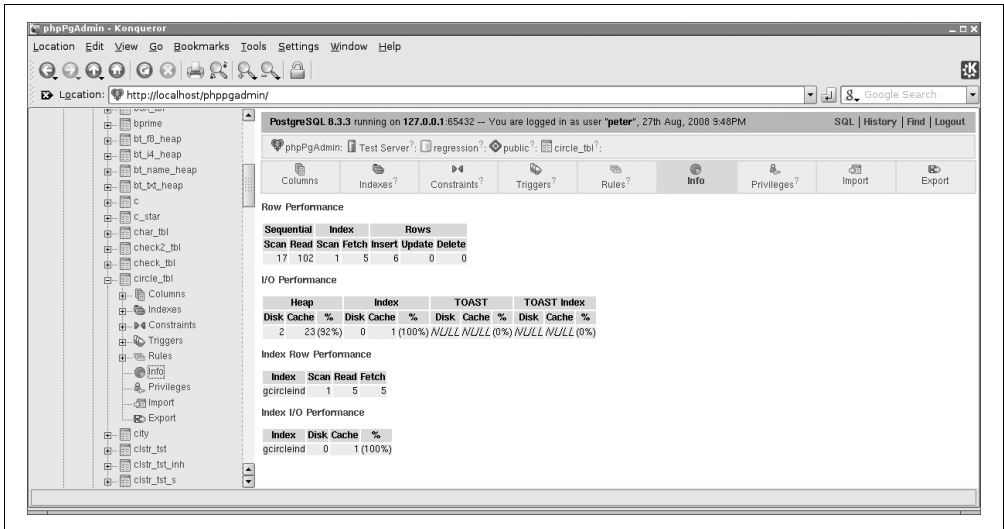 phpPgAdmin - Konqueror
Location Edit View Go Bookmarks Tools Settings Window Help
Location: http://localhost/phppgadmin/ Google Search
bprime
bt_f8_heap
bt_i4_heap
bt_name_heap
bt_txt_heap
c
c_star
char_tbl
check2_tbl
check_tbl
circle_tbl
Columns
Indexes
Constraints
Triggers
Rules
Info
Privileges
Import
Export
city
clstr_tst
clstr_tst_inh
clstr_tst_s
PostgreSQL 8.3.3 running on 127.0.0.1:65432 -- You are logged in as user "peter", 27th Aug, 2008 9:48PM SQL | History | Find | Logout
phpPgAdmin: Test Server?: regression?: public?: circle_tbl?:
Columns Indexes? Constraints? Triggers? Rules? Info Privileges? Import Export
Row Performance
Sequential Index Rows
Scan Read Scan Fetch Insert Update Delete
17 102 1 5 6 0 0
I/O Performance
Heap Index TOAST TOAST Index
Disk Cache % Disk Cache % Disk Cache % Disk Cache %
2 23 (92%) 0 1 (100%) NULL NULL (0%) NULL NULL (0%)
Index Row Performance
Index Scan Read Fetch
gcircleind 1 5 5
Index I/O Performance
Index Disk Cache %
gcircleind 0 1 (100%)